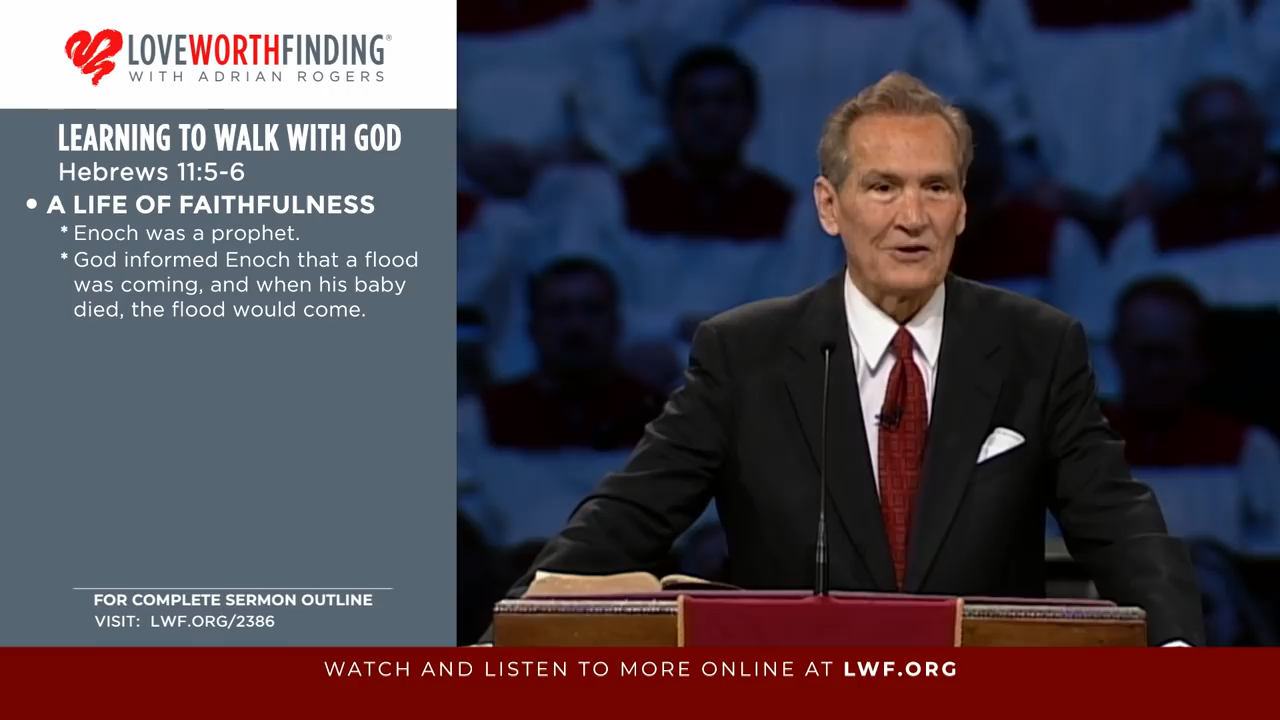 LOVEWORTHFINDING®
WITH ADRIAN ROGERS
LEARNING TO WALK WITH GOD
Hebrews 11:5-6
• A LIFE OF FAITHFULNESS
* Enoch was a prophet.
* God informed Enoch that a flood
was coming, and when his baby
died, the flood would come.
FOR COMPLETE SERMON OUTLINE
VISIT: LWF.ORG/2386
WATCH AND LISTEN TO MORE ONLINE AT LWF.ORG